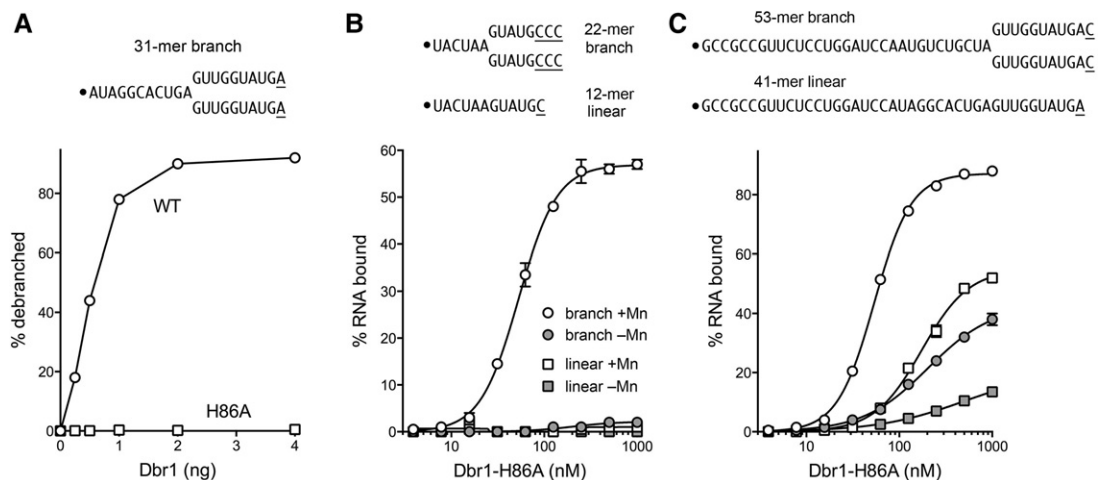 A
31-mer branch
GUUGGUAUGA
•AUAGGCACUGA
GUUGGUAUGA
% debranched
80
60
40
20
0
WT
H86A
0
1
2
3
4
Dbr1 (ng)
B
GUAUGCCC
•UACUAA
GUAUGCCC
22-mer
branch
•UACUAAGUAUGC
12-mer
linear
% RNA bound
60
50
40
30
20
10
0
branch +Mn
branch –Mn
linear +Mn
linear –Mn
10
100
1000
Dbr1-H86A (nM)
C
53-mer branch
GUUGGUAUGAC
•GCCGCCGUUCUCCUGGAUCCAAUGUCUGCUA
GUUGGUAUGAC
41-mer linear
•GCCGCCGUUCUCCUGGAUCCAUAGGCACUGAGUUGGUAUGA
% RNA bound
80
60
40
20
0
10
100
1000
Dbr1-H86A (nM)